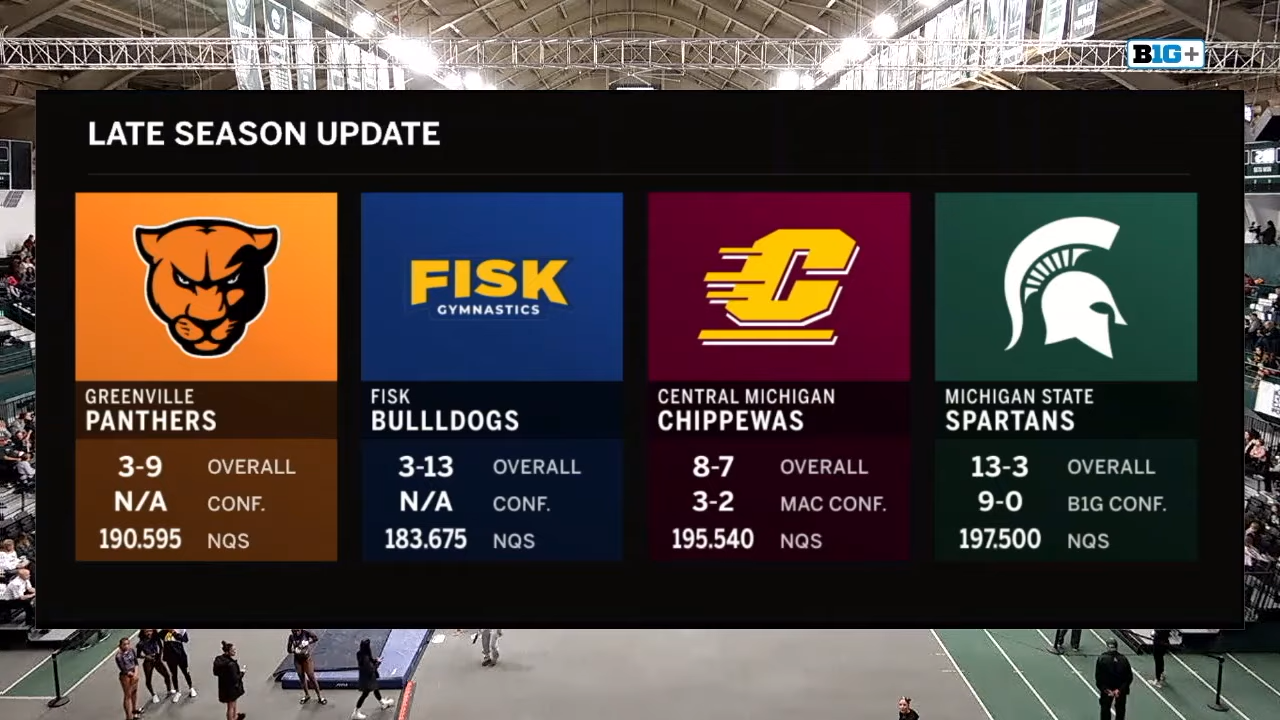 B1G+
LATE SEASON UPDATE
FISK
GYMNASTICS
C
GREENVILLE
PANTHERS
3-9 OVERALL
N/A CONF.
190.595 NQS
FISK
BULLLDOGS
3-13 OVERALL
N/A CONF.
183.675 NQS
CENTRAL MICHIGAN
CHIPPEWAS
8-7 OVERALL
3-2 MAC CONF.
195.540 NQS
MICHIGAN STATE
SPARTANS
13-3 OVERALL
9-0 B1G CONF.
197.500 NQS